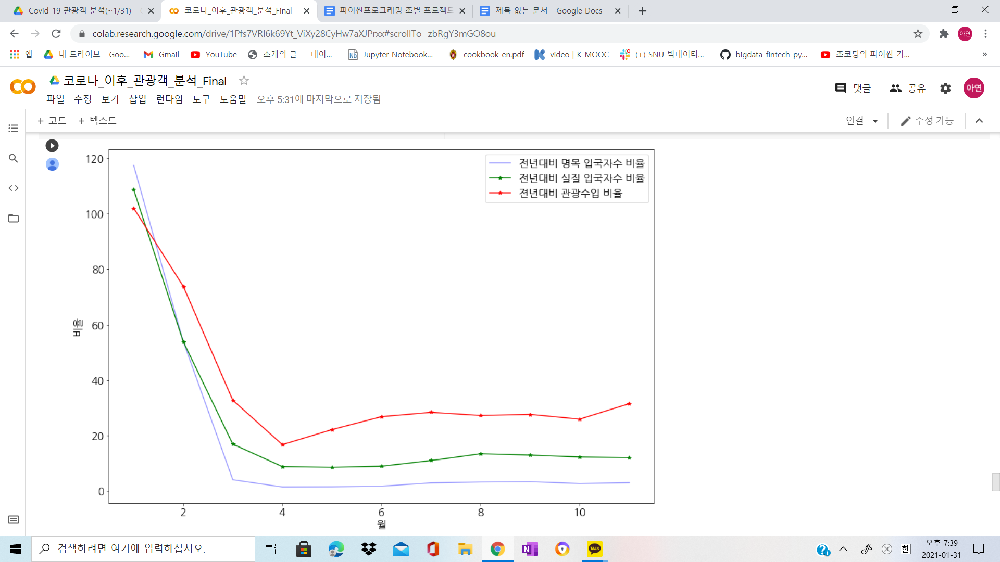 Covid-19 관광객 분석(~1/31) -
코로나_이후_관광객_분석_Final -
파이썬프로그래밍 조별 프로젝트
제목 없는 문서 - Google Docs
colab.research.google.com/drive/1Pfs7VRI6k69Yt_ViXy28CyHw7aXJPrxx#scrollTo=zbRgY3mGO8ou
아연
앱
내 드라이브 - Goo...
Gmail
YouTube
소개의 글 — 데이...
Jupyter Notebook...
cookbook-en.pdf
video | K-MOOC
(+) SNU 빅데이터...
bigdata_fintech_py...
조코딩의 파이썬 기...
»
코로나_이후_관광객_분석_Final
댓글
공유
아연
파일 수정 보기 삽입 런타임 도구 도움말 오후 5:31에 마지막으로 저장됨
+ 코드 + 텍스트
연결
수정 가능
전년대비 명목 입국자수 비율
전년대비 실질 입국자수 비율
젼년대비 관광수입 비율
120
100
80
60
40
20
0
비율
2 4 6 8 10
월
검색하려면 여기에 입력하십시오.
N
TALK
한
오후 7:39
2021-01-31